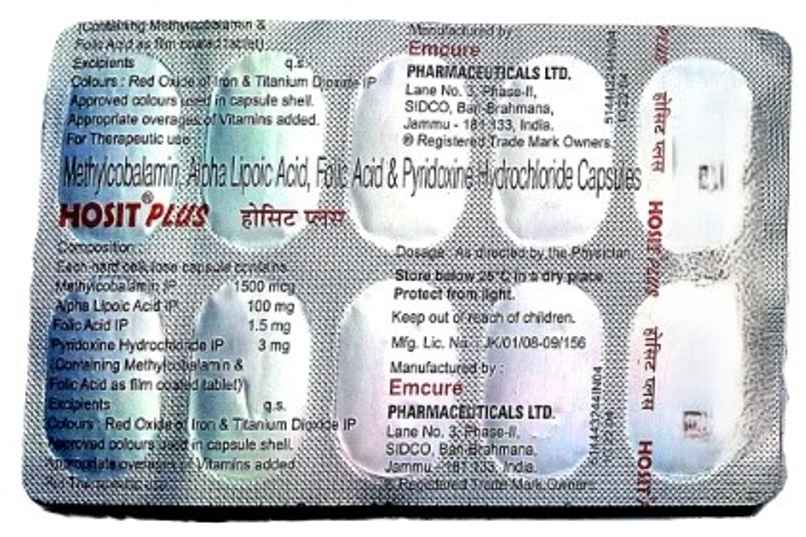 (Containing Methylcobalamin &
Folic Acid as film coated tablet)
Excipients q.s.
Colours : Red Oxide of Iron & Titanium Dioxide IP
Approved colours used in capsule shell.
Appropriate overages of Vitamins added.
For Therapeutic use
Manufactured by
Emcure
PHARMACEUTICALS LTD.
Lane No. 3, Phase-II,
SIDCO, Bari-Brahmana,
Jammu - 181 133, India.
® Registered Trade Mark Owners
Methylcobalamin, Alpha Lipoic Acid, Folic Acid & Pyridoxine Hydrochloride Capsules
HOSIT® PLUS होसिट प्लस
Composition :
Each hard cellulose capsule contains
Methylcobalamin IP 1500 mcg
Alpha Lipoic Acid IP 100 mg
Folic Acid IP 1.5 mg
Pyridoxine Hydrochloride IP 3 mg
(Containing Methylcobalamin &
Folic Acid as film coated tablet)
Excipients q.s.
Colours : Red Oxide of Iron & Titanium Dioxide IP
Approved colours used in capsule shell.
Appropriate overages of Vitamins added.
For Therapeutic use
Dosage : As directed by the Physician
Store below 25°C in a dry place
Protect from light.
Keep out of reach of children.
Mfg. Lic. No. : JK/01/08-09/156
Manufactured by :
Emcure
PHARMACEUTICALS LTD.
Lane No. 3, Phase-II,
SIDCO, Bari-Brahmana,
Jammu - 181 133, India.
® Registered Trade Mark Owners
PLUS होसिट प्लस HOSIT PLUS होसिट प्लस HOSIT